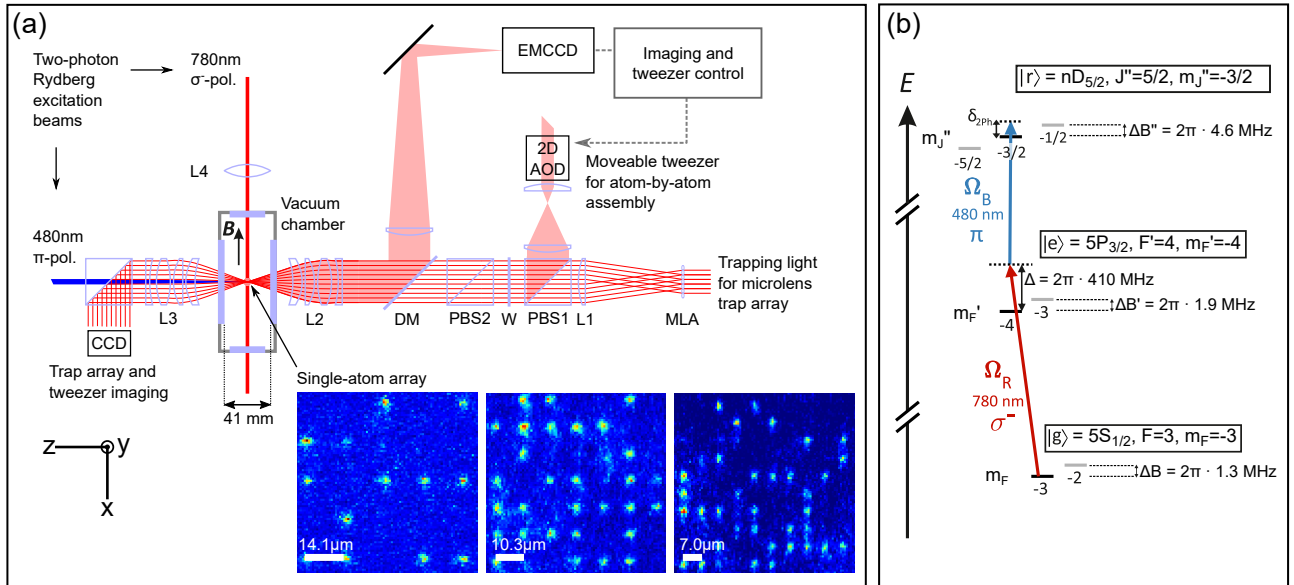 (a)
Two-photon
Rydberg
excitation
beams
780nm
σ⁻-pol.
L4
480nm
π-pol.
B
Vacuum
chamber
EMCCD
Imaging and
tweezer control
2D
AOD
Moveable tweezer
for atom-by-atom
assembly
Trapping light
for microlens
trap array
L3
L2
DM
PBS2
W
PBS1
L1
MLA
CCD
Trap array and
tweezer imaging
41 mm
Single-atom array
z
y
x
14.1µm
10.3µm
7.0µm
(b)
E
|r⟩ = nD5/2, J''=5/2, mJ''=-3/2
δ2Ph
mJ''
-5/2
-3/2
-1/2
ΔB'' = 2π · 4.6 MHz
ΩB
480 nm
π
|e⟩ = 5P3/2, F'=4, mF'=-4
Δ = 2π · 410 MHz
mF'
-4
-3
ΔB' = 2π · 1.9 MHz
ΩR
780 nm
σ⁻
|g⟩ = 5S1/2, F=3, mF=-3
mF
-3
-2
ΔB = 2π · 1.3 MHz